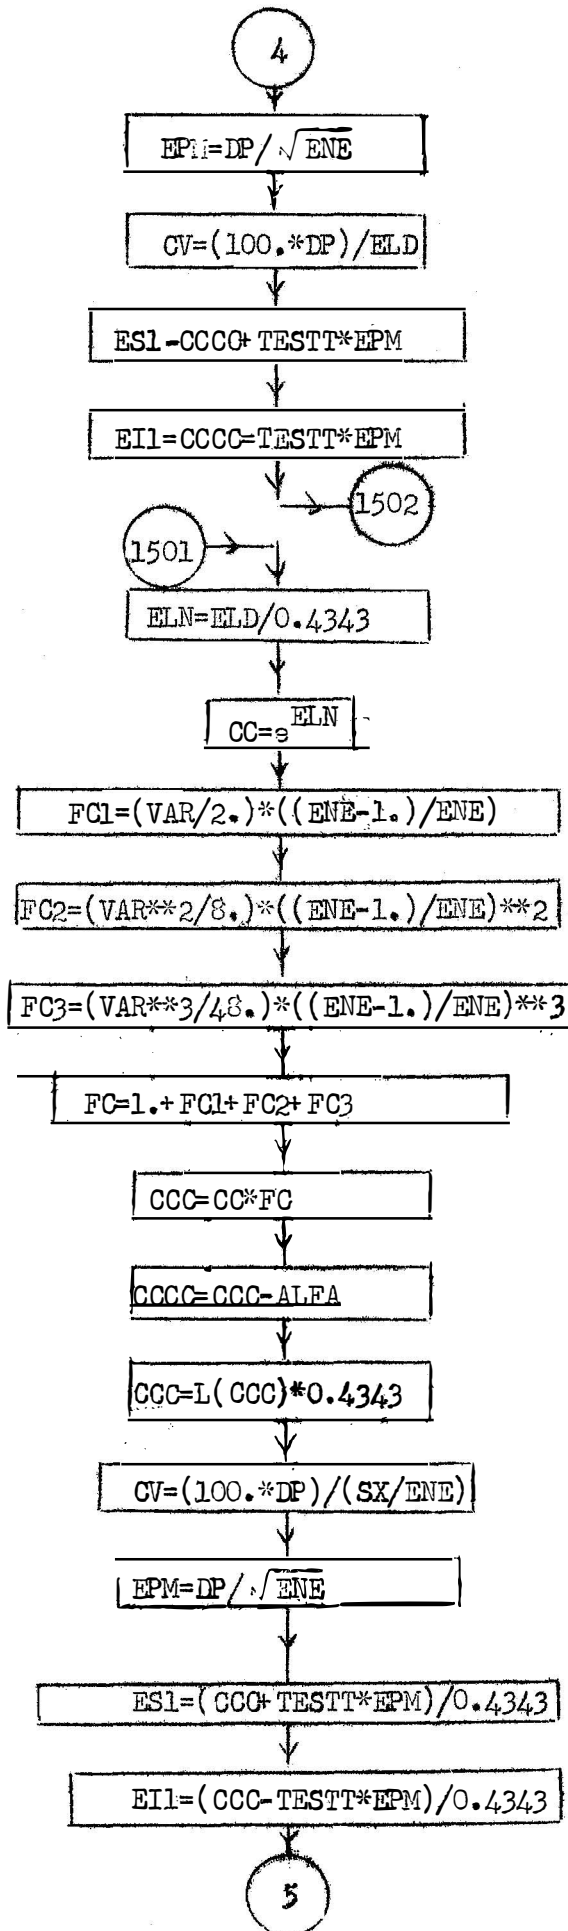 4
EPM=DP/√ENE
CV=(100.*DP)/ELD
ES1-CCCC+TESTT*EPM
EI1=CCCC=TESTT*EPM
1502
1501
ELN=ELD/0.4343
CC=e^ELN
FC1=(VAR/2.)*((ENE-1.)/ENE)
FC2=(VAR**2/8.)*((ENE-1.)/ENE)**2
FC3=(VAR**3/48.)*((ENE-1.)/ENE)**3
FC=1.+FC1+FC2+FC3
CCC=CC*FC
CCCC=CCC-ALFA
CCC=L(CCC)*0.4343
CV=(100.*DP)/(SX/ENE)
EPM=DP/√ENE
ES1=(CCC+TESTT*EPM)/0.4343
EI1=(CCC-TESTT*EPM)/0.4343
5